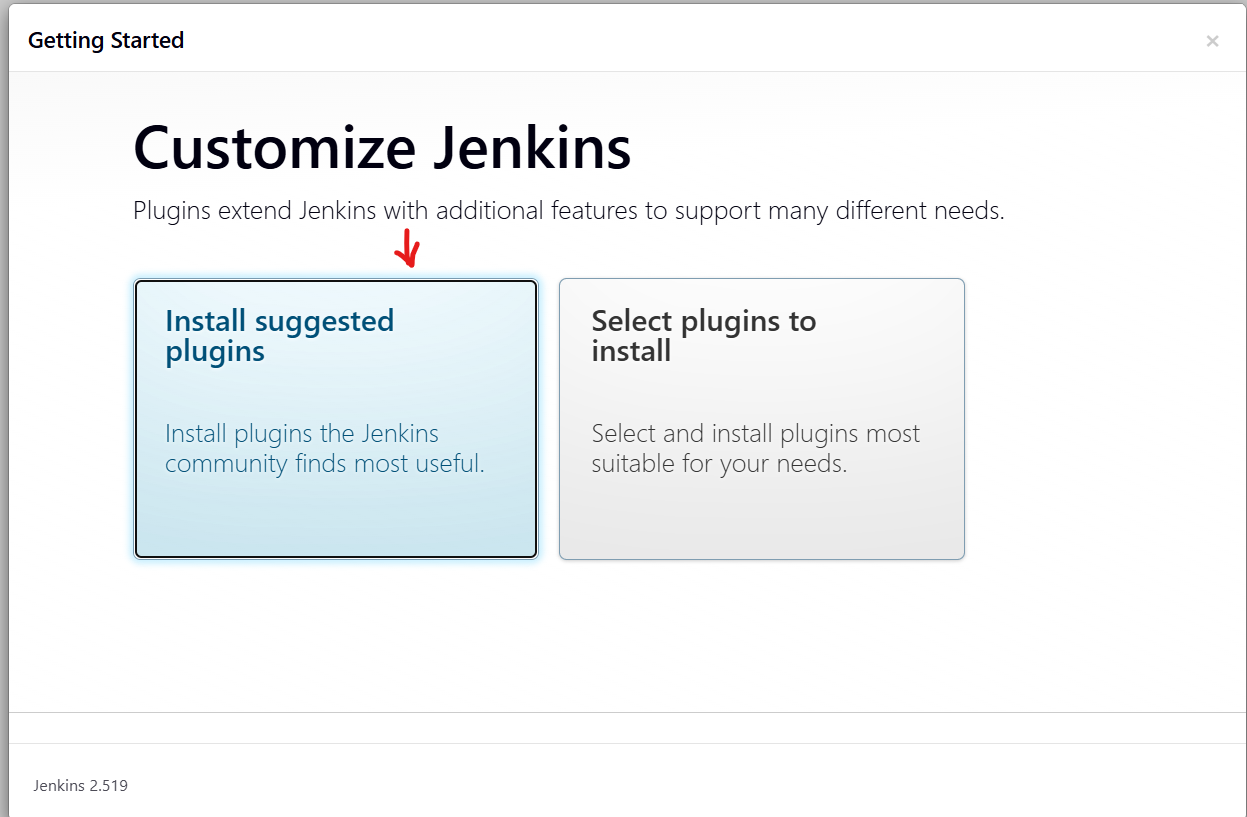 Getting Started
×
Customize Jenkins
Plugins extend Jenkins with additional features to support many different needs.
Install suggested
plugins
Install plugins the Jenkins
community finds most useful.
Select plugins to
install
Select and install plugins most
suitable for your needs.
Jenkins 2.519